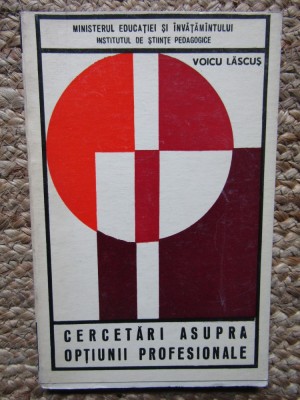 MINISTERUL EDUCAȚIEI ȘI ÎNVĂȚĂMÎNTULUI
INSTITUTUL DE ȘTIINȚE PEDAGOGICE
VOICU LĂSCUȘ
CERCETĂRI ASUPRA
OPȚIUNII PROFESIONALE